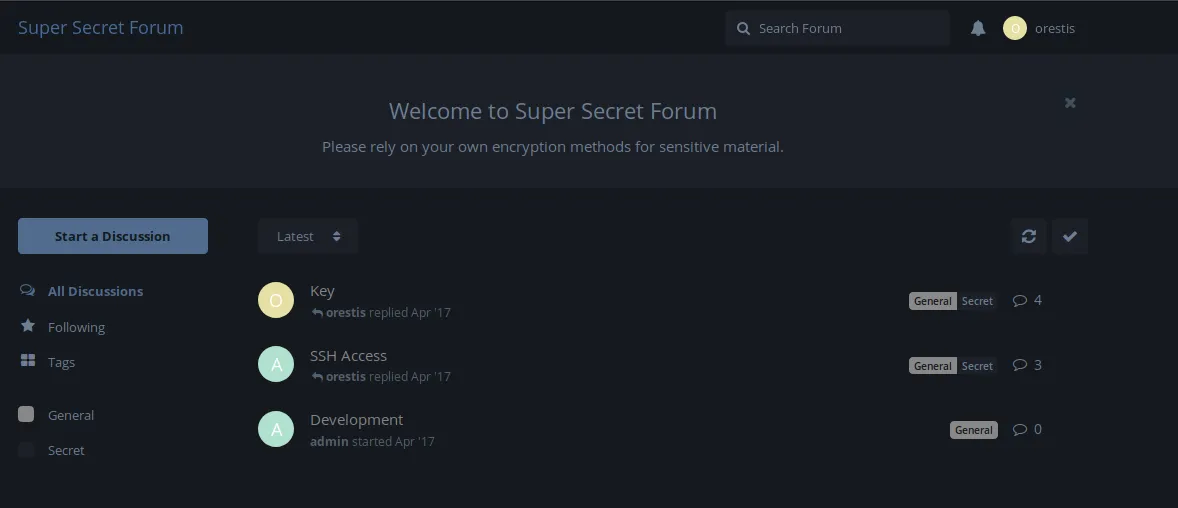 Super Secret Forum
Search Forum
O orestis
Welcome to Super Secret Forum
Please rely on your own encryption methods for sensitive material.
Start a Discussion
Latest
All Discussions
Following
Tags
General
Secret
O
Key
orestis replied Apr '17
General Secret 4
A
SSH Access
orestis replied Apr '17
General Secret 3
A
Development
admin started Apr '17
General 0